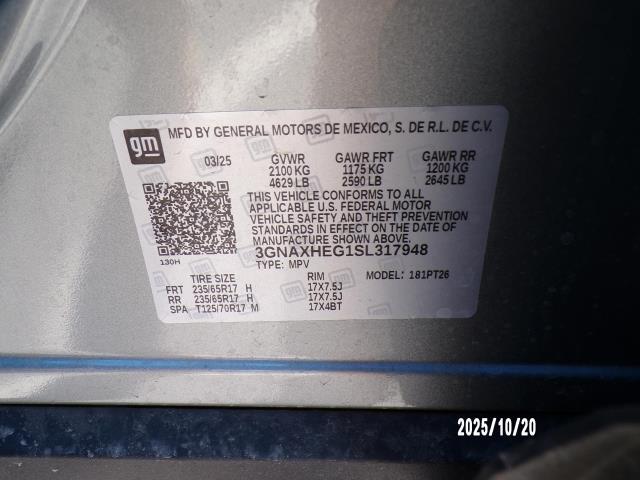 gm
MFD BY GENERAL MOTORS DE MEXICO, S. DE R.L. DE C.V.
03/25 GVWR GAWR FRT GAWR RR
2100 KG 1175 KG 1200 KG
4629 LB 2590 LB 2645 LB
THIS VEHICLE CONFORMS TO ALL
APPLICABLE U.S. FEDERAL MOTOR
VEHICLE SAFETY AND THEFT PREVENTION
STANDARDS IN EFFECT ON THE DATE OF
MANUFACTURE SHOWN ABOVE.
3GNAXHEG1SL317948
130H
TYPE: MPV MODEL: 181PT26
TIRE SIZE RIM
FRT 235/65R17 H 17X7.5J
RR 235/65R17 H 17X7.5J
SPA T125/70R17 M 17X4BT
2025/10/20